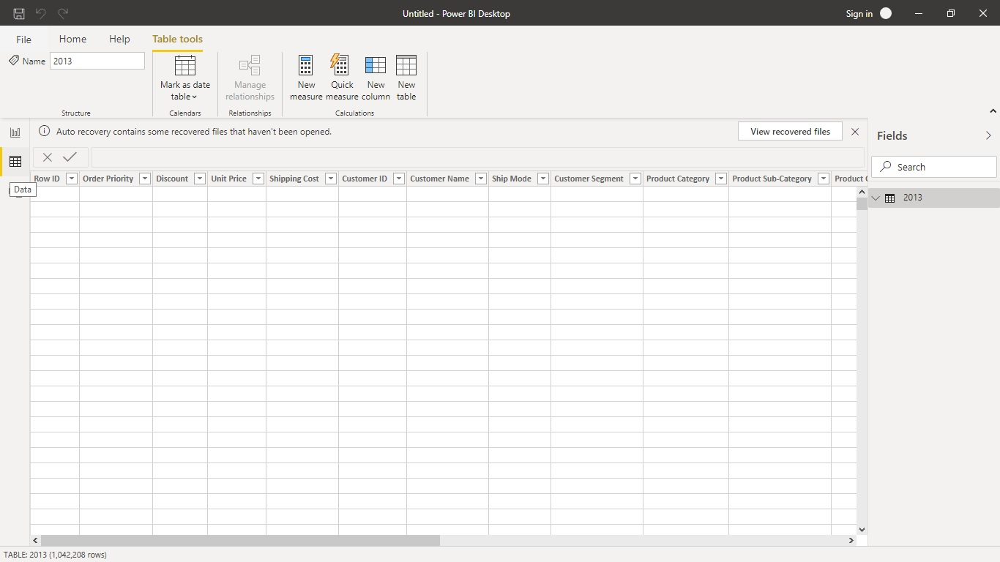 Untitled - Power BI Desktop
Sign in
File
Home
Help
Table tools
Name
2013
Mark as date
table
Manage
relationships
New
measure
Quick
measure
New
column
New
table
Structure
Calendars
Relationships
Calculations
Auto recovery contains some recovered files that haven't been opened.
View recovered files
Fields
Search
2013
Row ID
Order Priority
Discount
Unit Price
Shipping Cost
Customer ID
Customer Name
Ship Mode
Customer Segment
Product Category
Product Sub-Category
Product
Data
TABLE: 2013 (1,042,208 rows)